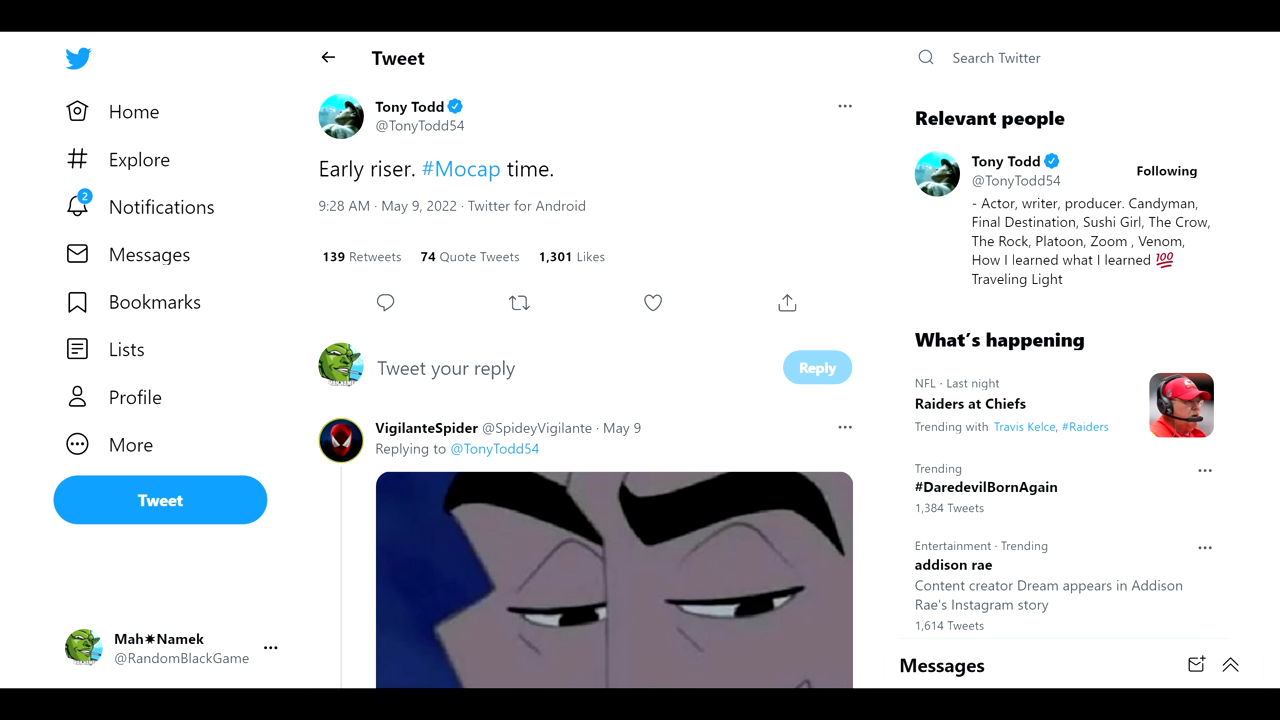 Home
Explore
2
Notifications
Messages
Bookmarks
Lists
Profile
More
Tweet
Mah✷Namek
@RandomBlackGame
Tweet
Tony Todd
@TonyTodd54
Early riser. #Mocap time.
9:28 AM · May 9, 2022 · Twitter for Android
139 Retweets 74 Quote Tweets 1,301 Likes
Tweet your reply
Reply
VigilanteSpider @SpideyVigilante · May 9
Replying to @TonyTodd54
Search Twitter
Relevant people
Tony Todd
@TonyTodd54
Following
- Actor, writer, producer. Candyman,
Final Destination, Sushi Girl, The Crow,
The Rock, Platoon, Zoom , Venom,
How I learned what I learned 💯
Traveling Light
What's happening
NFL · Last night
Raiders at Chiefs
Trending with Travis Kelce, #Raiders
Trending
#DaredevilBornAgain
1,384 Tweets
Entertainment · Trending
addison rae
Content creator Dream appears in Addison
Rae's Instagram story
1,614 Tweets
Messages